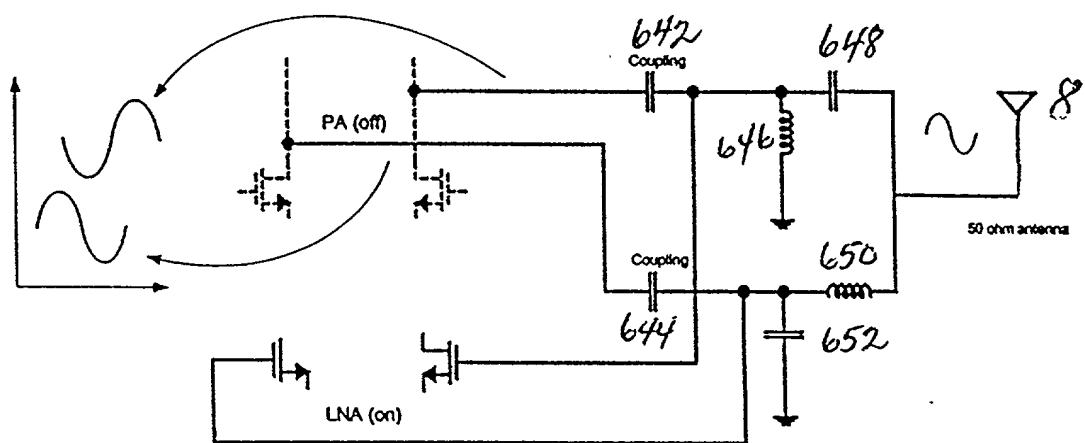 642
648
Coupling
8
PA (off)
646
50 ohm antenna
Coupling
650
644
652
LNA (on)